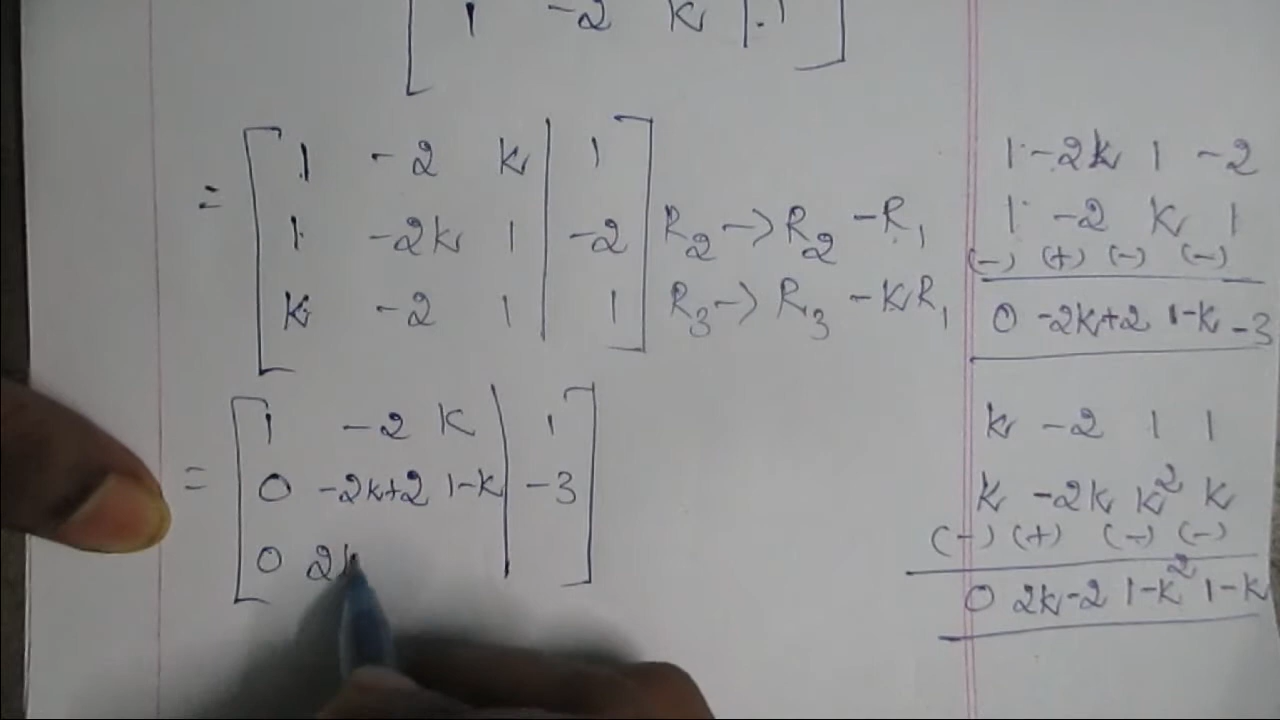 1 -2 k | 1
= [ 1 -2 k | 1 ]
1 -2k 1 | -2 R2 → R2 - R1
k -2 1 | 1 R3 → R3 - kR1
= [ 1 -2 k | 1 ]
0 -2k+2 1-k | -3
0 2k
1 -2k 1 -2
1 -2 k 1
(-) (+) (-) (-)
0 -2k+2 1-k -3
k -2 1 1
k -2k k² k
(-) (+) (-) (-)
0 2k-2 1-k² 1-k